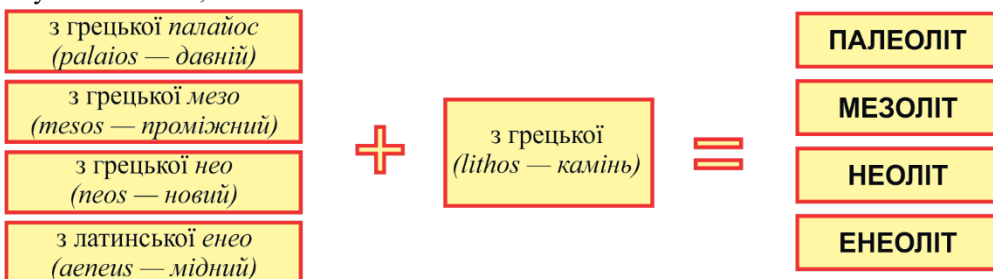 з грецької палайос
(palaios — давній)
з грецької мезо
(mesos — проміжний)
з грецької нео
(neos — новий)
з латинської енео
(aeneus — мідний)
+
з грецької
(lithos — камінь)
=
ПАЛЕОЛІТ
МЕЗОЛІТ
НЕОЛІТ
ЕНЕОЛІТ